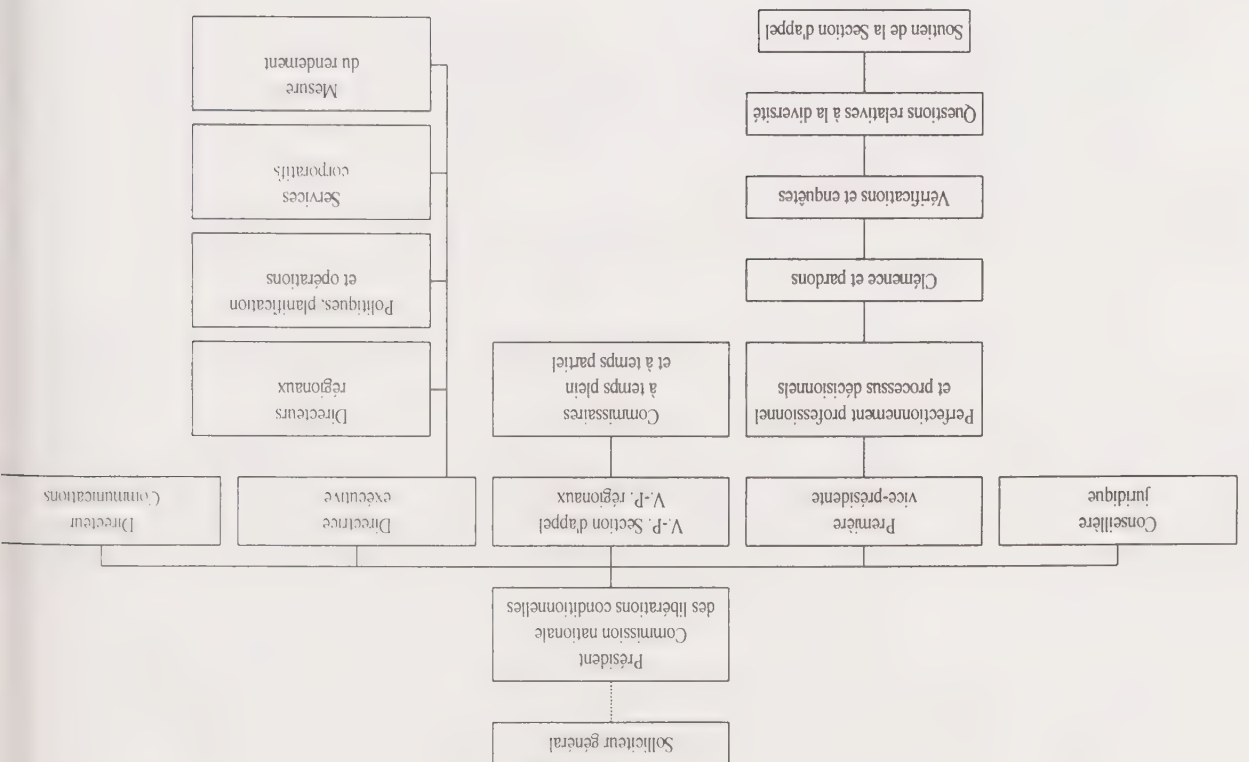 Solliciteur général
Président
Commission nationale
des libérations conditionnelles
Conseillère
juridique
Première
vice-présidente
V.-P. Section d'appel
V.-P. régionaux
Directrice
exécutive
Directeur
Communications
Perfectionnement professionnel
et processus décisionnels
Clémence et pardons
Vérifications et enquêtes
Questions relatives à la diversité
Soutien de la Section d'appel
Commissaires
à temps plein
et à temps partiel
Directeurs
régionaux
Politiques, planification
et opérations
Services
corporatifs
Mesure
du rendement